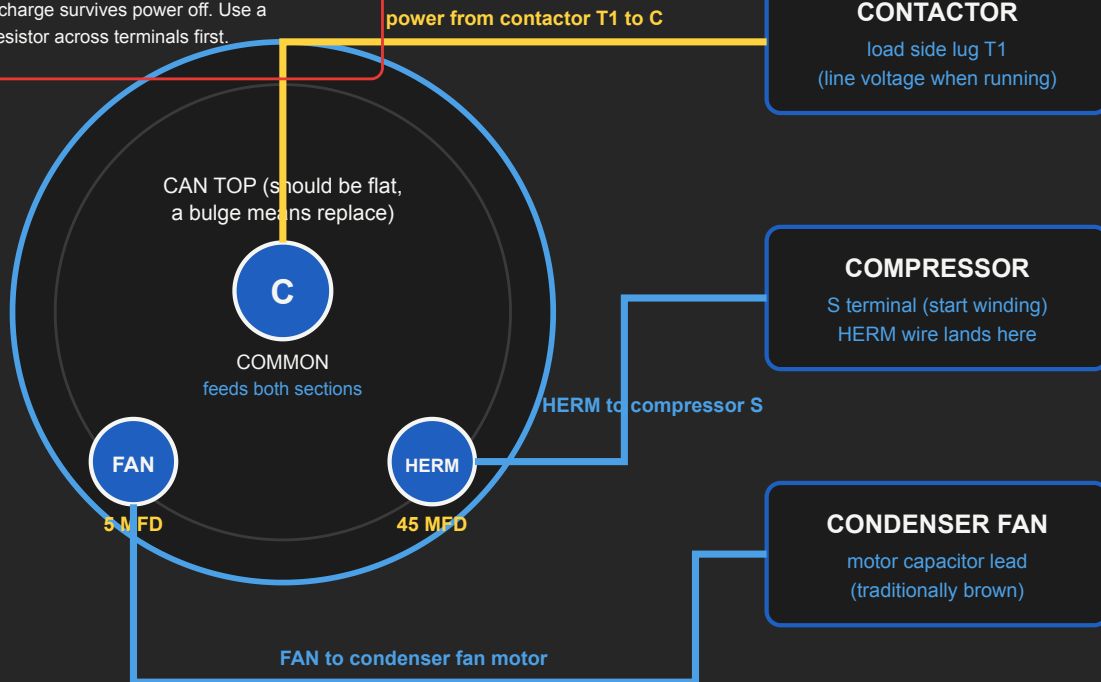 charge survives power off. Use a
resistor across terminals first.
power from contactor T1 to C
CONTACTOR
load side lug T1
(line voltage when running)
CAN TOP (should be flat,
a bulge means replace)
C
COMMON
feeds both sections
COMPRESSOR
S terminal (start winding)
HERM wire lands here
HERM to compressor S
FAN
HERM
5 MFD
45 MFD
CONDENSER FAN
motor capacitor lead
(traditionally brown)
FAN to condenser fan motor